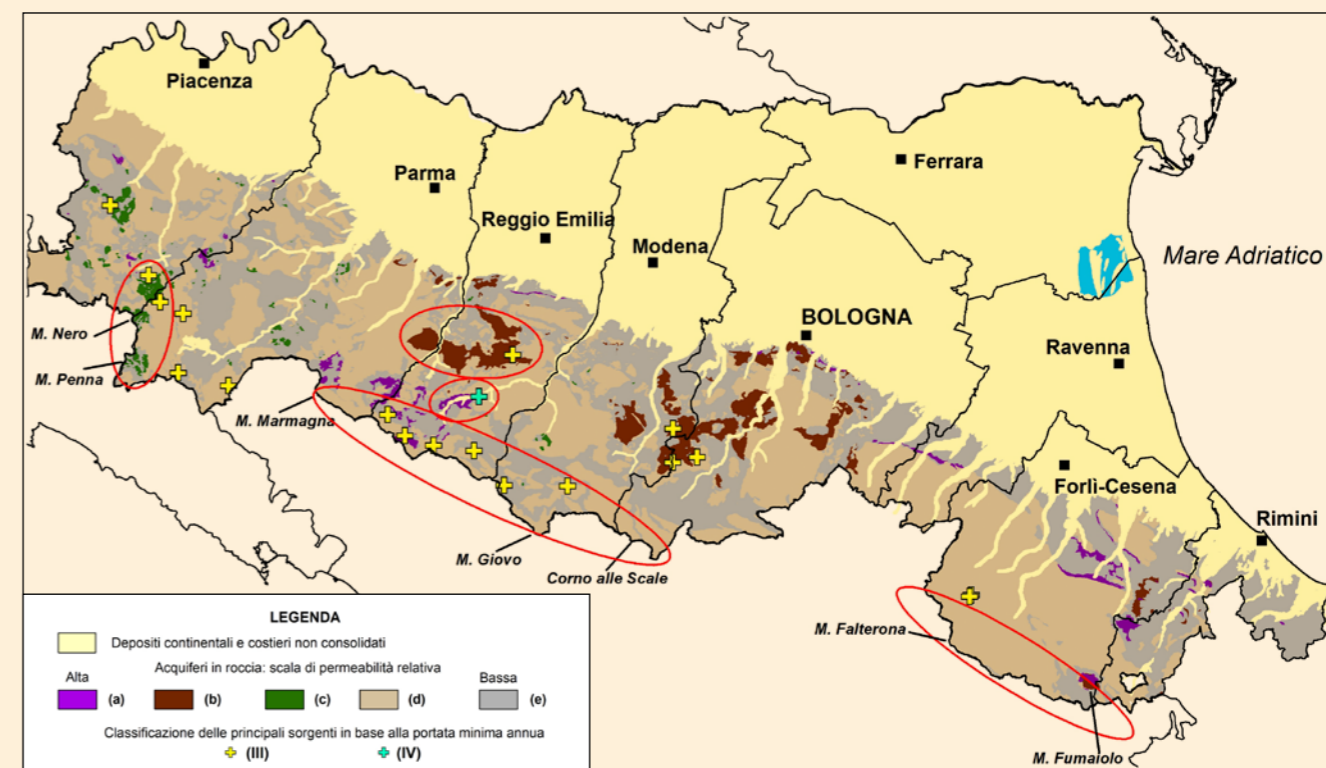 Piacenza
Ferrara
Parma
Reggio Emilia
Modena
Mare Adriatico
BOLOGNA
M. Nero
Ravenna
M. Penna
M. Marmagna
Forlì-Cesena
Rimini
M. Giovo
Corno alle Scale
M. Falterona
M. Fumaiolo
LEGENDA
Depositi continentali e costieri non consolidati
Acquiferi in roccia: scala di permeabilità relativa
Alta
Bassa
(a)
(b)
(c)
(d)
(e)
Classificazione delle principali sorgenti in base alla portata minima annua
(III)
(IV)